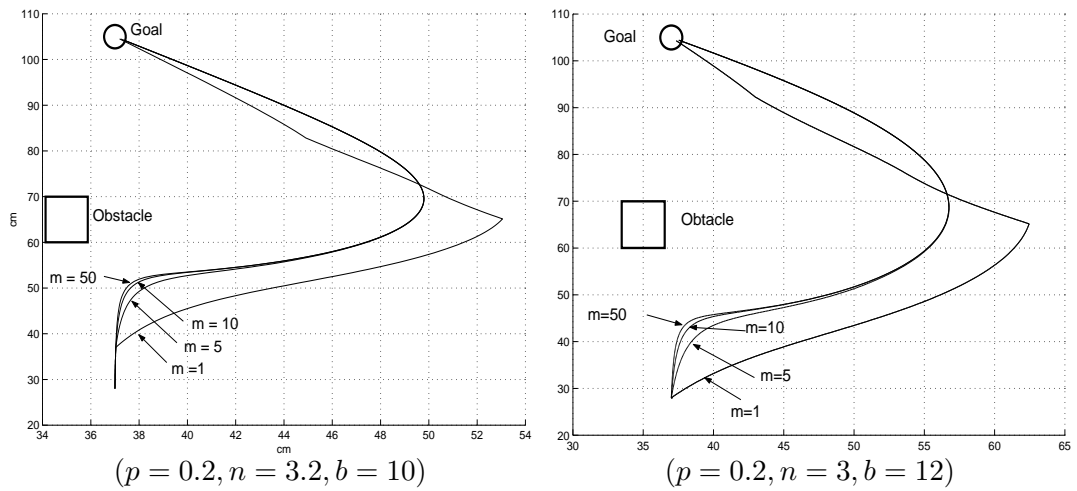 110
100
90
80
70
60
50
40
30
20
cm
34 36 38 40 42 44 46 48 50 52 54
cm
Goal
Obstacle
m = 50
m = 10
m = 5
m =1
(p = 0.2, n = 3.2, b = 10)
110
100
90
80
70
60
50
40
30
20
30 35 40 45 50 55 60 65
Goal
Obtacle
m=50
m=10
m=5
m=1
(p = 0.2, n = 3, b = 12)